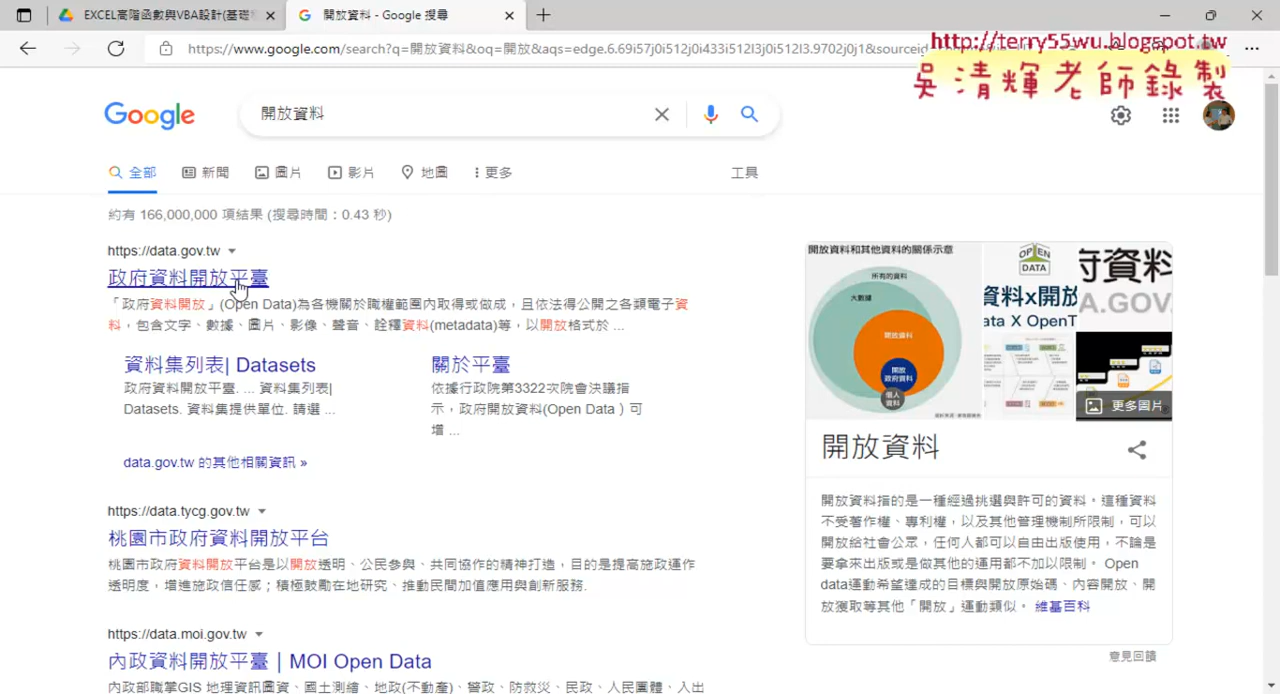 EXCEL高階函數與VBA設計(基礎程
開放資料 - Google 搜尋
https://www.google.com/search?q=開放資料&oq=開放&aqs=edge.6.69i57j0i512j0i433i512l3j0i512l3.9702j0j1&sourceid
http://terry55wu.blogspot.tw
吳清輝老師錄製
Google
開放資料
全部
新聞
圖片
影片
地圖
更多
工具
約有 166,000,000 項結果 (搜尋時間：0.43 秒)
https://data.gov.tw
政府資料開放平臺
「政府資料開放」(Open Data)為各機關於職權範圍內取得或做成，且依法得公開之各類電子資
料，包含文字、數據、圖片、影像、聲音、詮釋資料(metadata)等，以開放格式於 ...
資料集列表| Datasets
政府資料開放平臺. ... 資料集列表|
Datasets. 資料集提供單位. 請選 ...
關於平臺
依據行政院第3322次院會決議指
示，政府開放資料(Open Data ) 可
增 ...
data.gov.tw 的其他相關資訊 »
https://data.tycg.gov.tw
桃園市政府資料開放平台
桃園市政府資料開放平台是以開放透明、公民參與、共同協作的精神打造，目的是提高施政運作
透明度，增進施政信任感；積極鼓勵在地研究、推動民間加值應用與創新服務.
https://data.moi.gov.tw
內政資料開放平臺 | MOI Open Data
內政部職掌GIS 地理資訊圖資、國土測繪、地政(不動產)、警政、防救災、民政、人民團體、入出
開放資料和其他資料的關係示意
所有的資料
大數據
開放資料
開放
政府資料
個人
資料
OPEN
DATA
資料x開放
ata X OpenT
府資料
A.GOV.
更多圖片
開放資料
開放資料指的是一種經過挑選與許可的資料。這種資料
不受著作權、專利權，以及其他管理機制所限制，可以
開放給社會公眾，任何人都可以自由出版使用，不論是
要拿來出版或是做其他的運用都不加以限制。 Open
data運動希望達成的目標與開放原始碼、內容開放、開
放獲取等其他「開放」運動類似。 維基百科
意見回饋